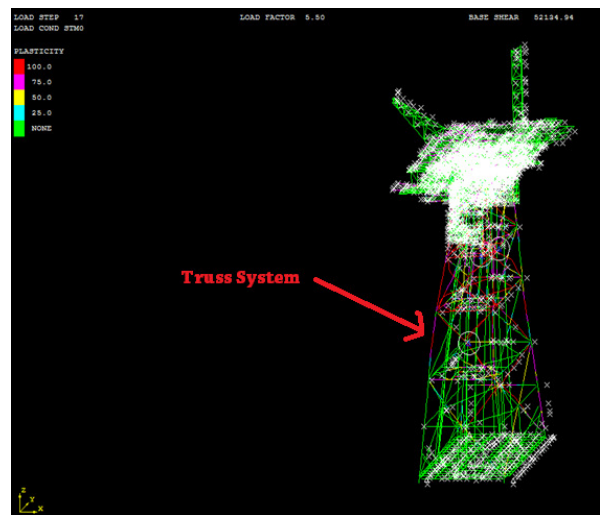 LOAD STEP 17 LOAD FACTOR 5.50 BASE SHEAR 52134.94
LOAD COND STM0
PLASTICITY
100.0
75.0
50.0
25.0
NONE
Truss System
Z
Y
X